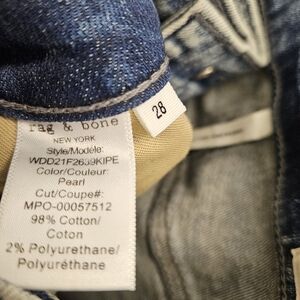 28
rag & bone
NEW YORK
Style/Modèle:
WDD21F2639KIPE
Color/Couleur:
Pearl
Cut/Coupe#:
MPO-00057512
98% Cotton/
Coton
2% Polyurethane/
Polyuréthane